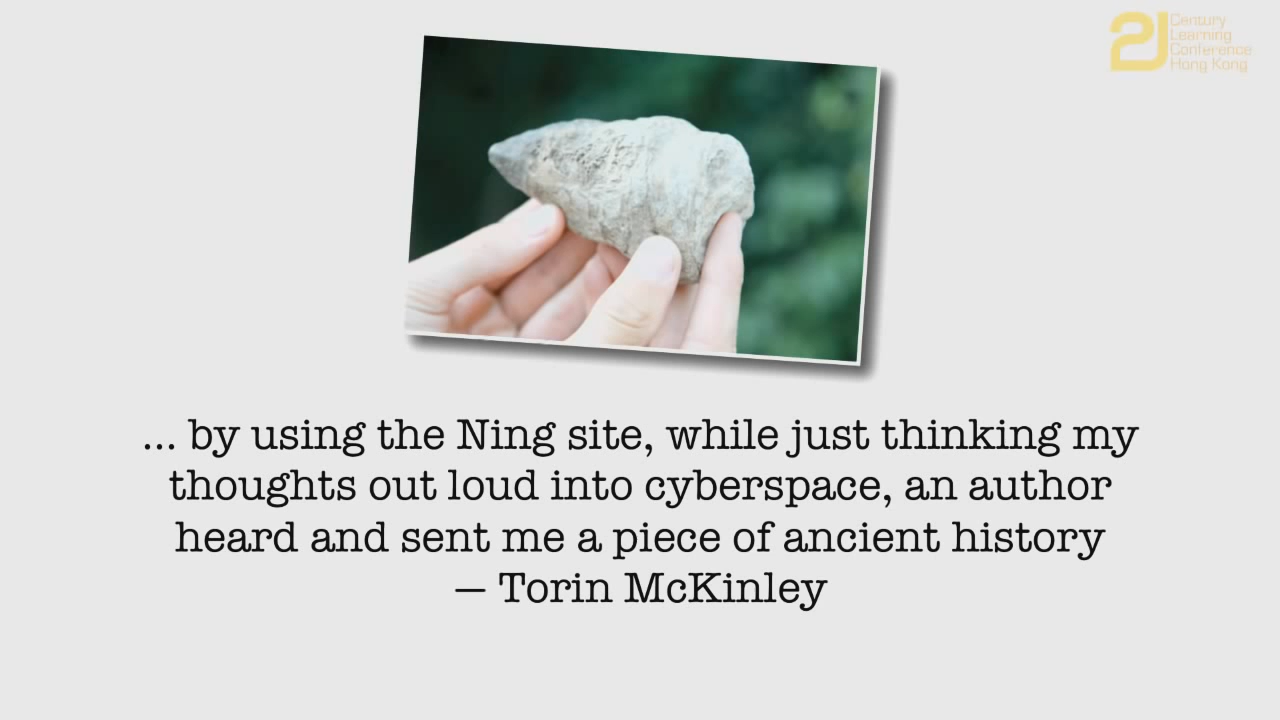 21 Century
Learning
Conference
Hong Kong
... by using the Ning site, while just thinking my
thoughts out loud into cyberspace, an author
heard and sent me a piece of ancient history
— Torin McKinley